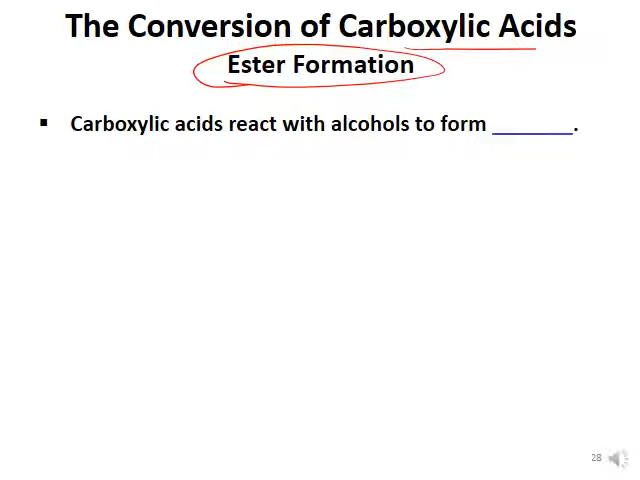 The Conversion of Carboxylic Acids
Ester Formation
▪ Carboxylic acids react with alcohols to form ________.
28